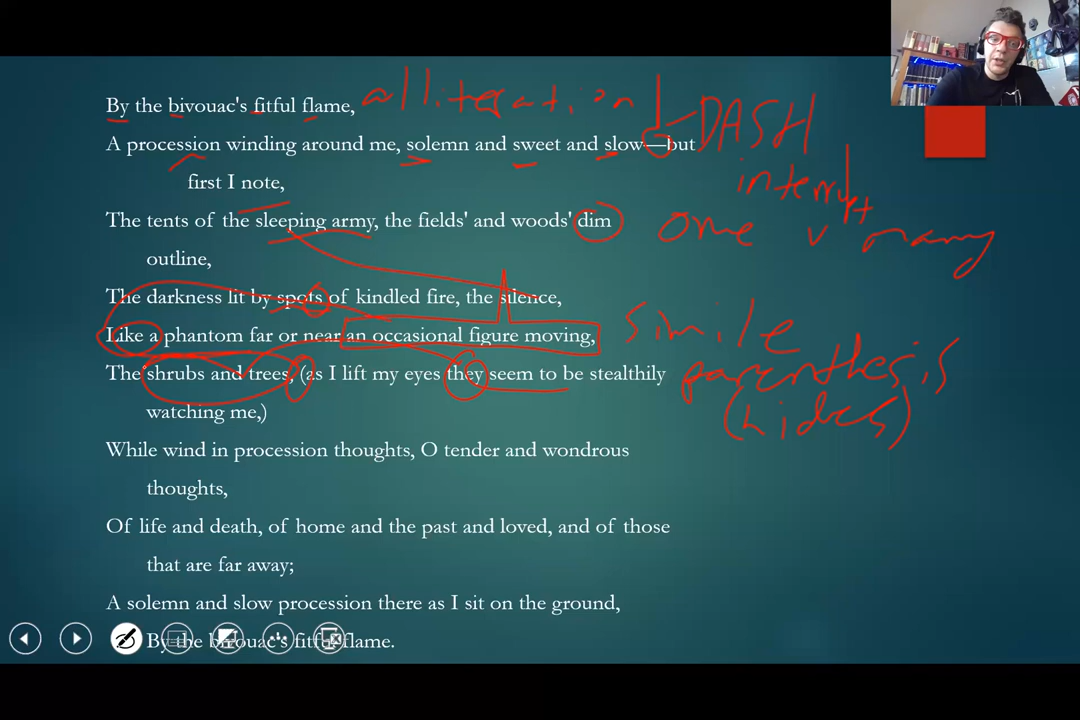 By the bivouac's fitful flame, alliteration
A procession winding around me, solemn and sweet and slow—but DASH
first I note, interrupt
The tents of the sleeping army, the fields' and woods' dim one v many
outline,
The darkness lit by spots of kindled fire, the silence,
Like a phantom far or near an occasional figure moving, simile
The shrubs and trees, (as I lift my eyes they seem to be stealthily parenthesis
watching me,) (hides)
While wind in procession thoughts, O tender and wondrous
thoughts,
Of life and death, of home and the past and loved, and of those
that are far away;
A solemn and slow procession there as I sit on the ground,
By the bivouac's fitful flame.